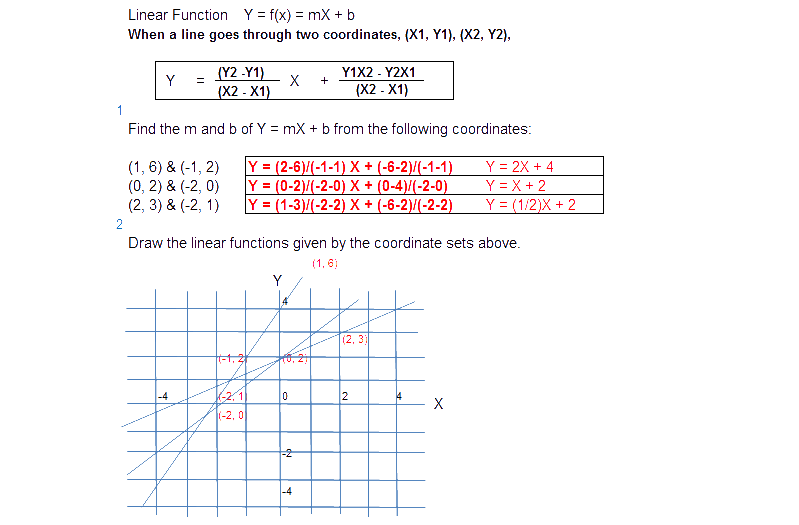 Linear Function Y = f(x) = mX + b
When a line goes through two coordinates, (X1, Y1), (X2, Y2),
Y = (Y2 -Y1) X + Y1X2 - Y2X1
(X2 - X1) (X2 - X1)
1
Find the m and b of Y = mX + b from the following coordinates:
(1, 6) & (-1, 2) Y = (2-6)/(-1-1) X + (-6-2)/(-1-1) Y = 2X + 4
(0, 2) & (-2, 0) Y = (0-2)/(-2-0) X + (0-4)/(-2-0) Y = X + 2
(2, 3) & (-2, 1) Y = (1-3)/(-2-2) X + (-6-2)/(-2-2) Y = (1/2)X + 2
2
Draw the linear functions given by the coordinate sets above.
(1, 6)
Y
4
(2, 3)
(-1, 2) (0, 2)
-4 (-2, 1) 0 2 4 X
(-2, 0)
-2
-4